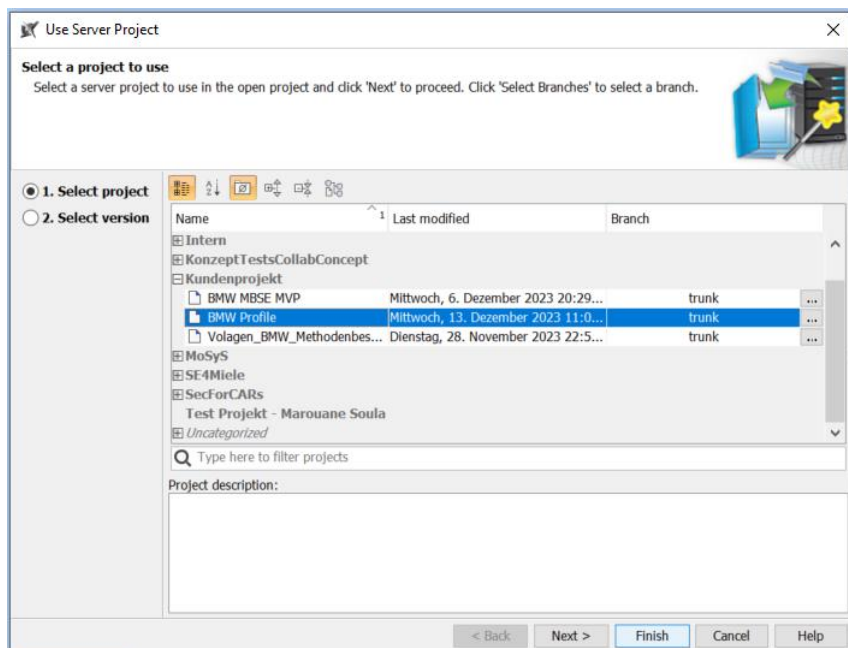 Use Server Project
Select a project to use
Select a server project to use in the open project and click 'Next' to proceed. Click 'Select Branches' to select a branch.
1. Select project
2. Select version
Name 1 Last modified Branch
Intern
KonzeptTestsCollabConcept
Kundenprojekt
BMW MBSE MVP Mittwoch, 6. Dezember 2023 20:29... trunk ...
BMW Profile Mittwoch, 13. Dezember 2023 11:0... trunk ...
Volagen_BMW_Methodenbes... Dienstag, 28. November 2023 22:5... trunk ...
MoSyS
SE4Miele
SecForCARs
Test Projekt - Marouane Soula
Uncategorized
Type here to filter projects
Project description:
< Back Next > Finish Cancel Help